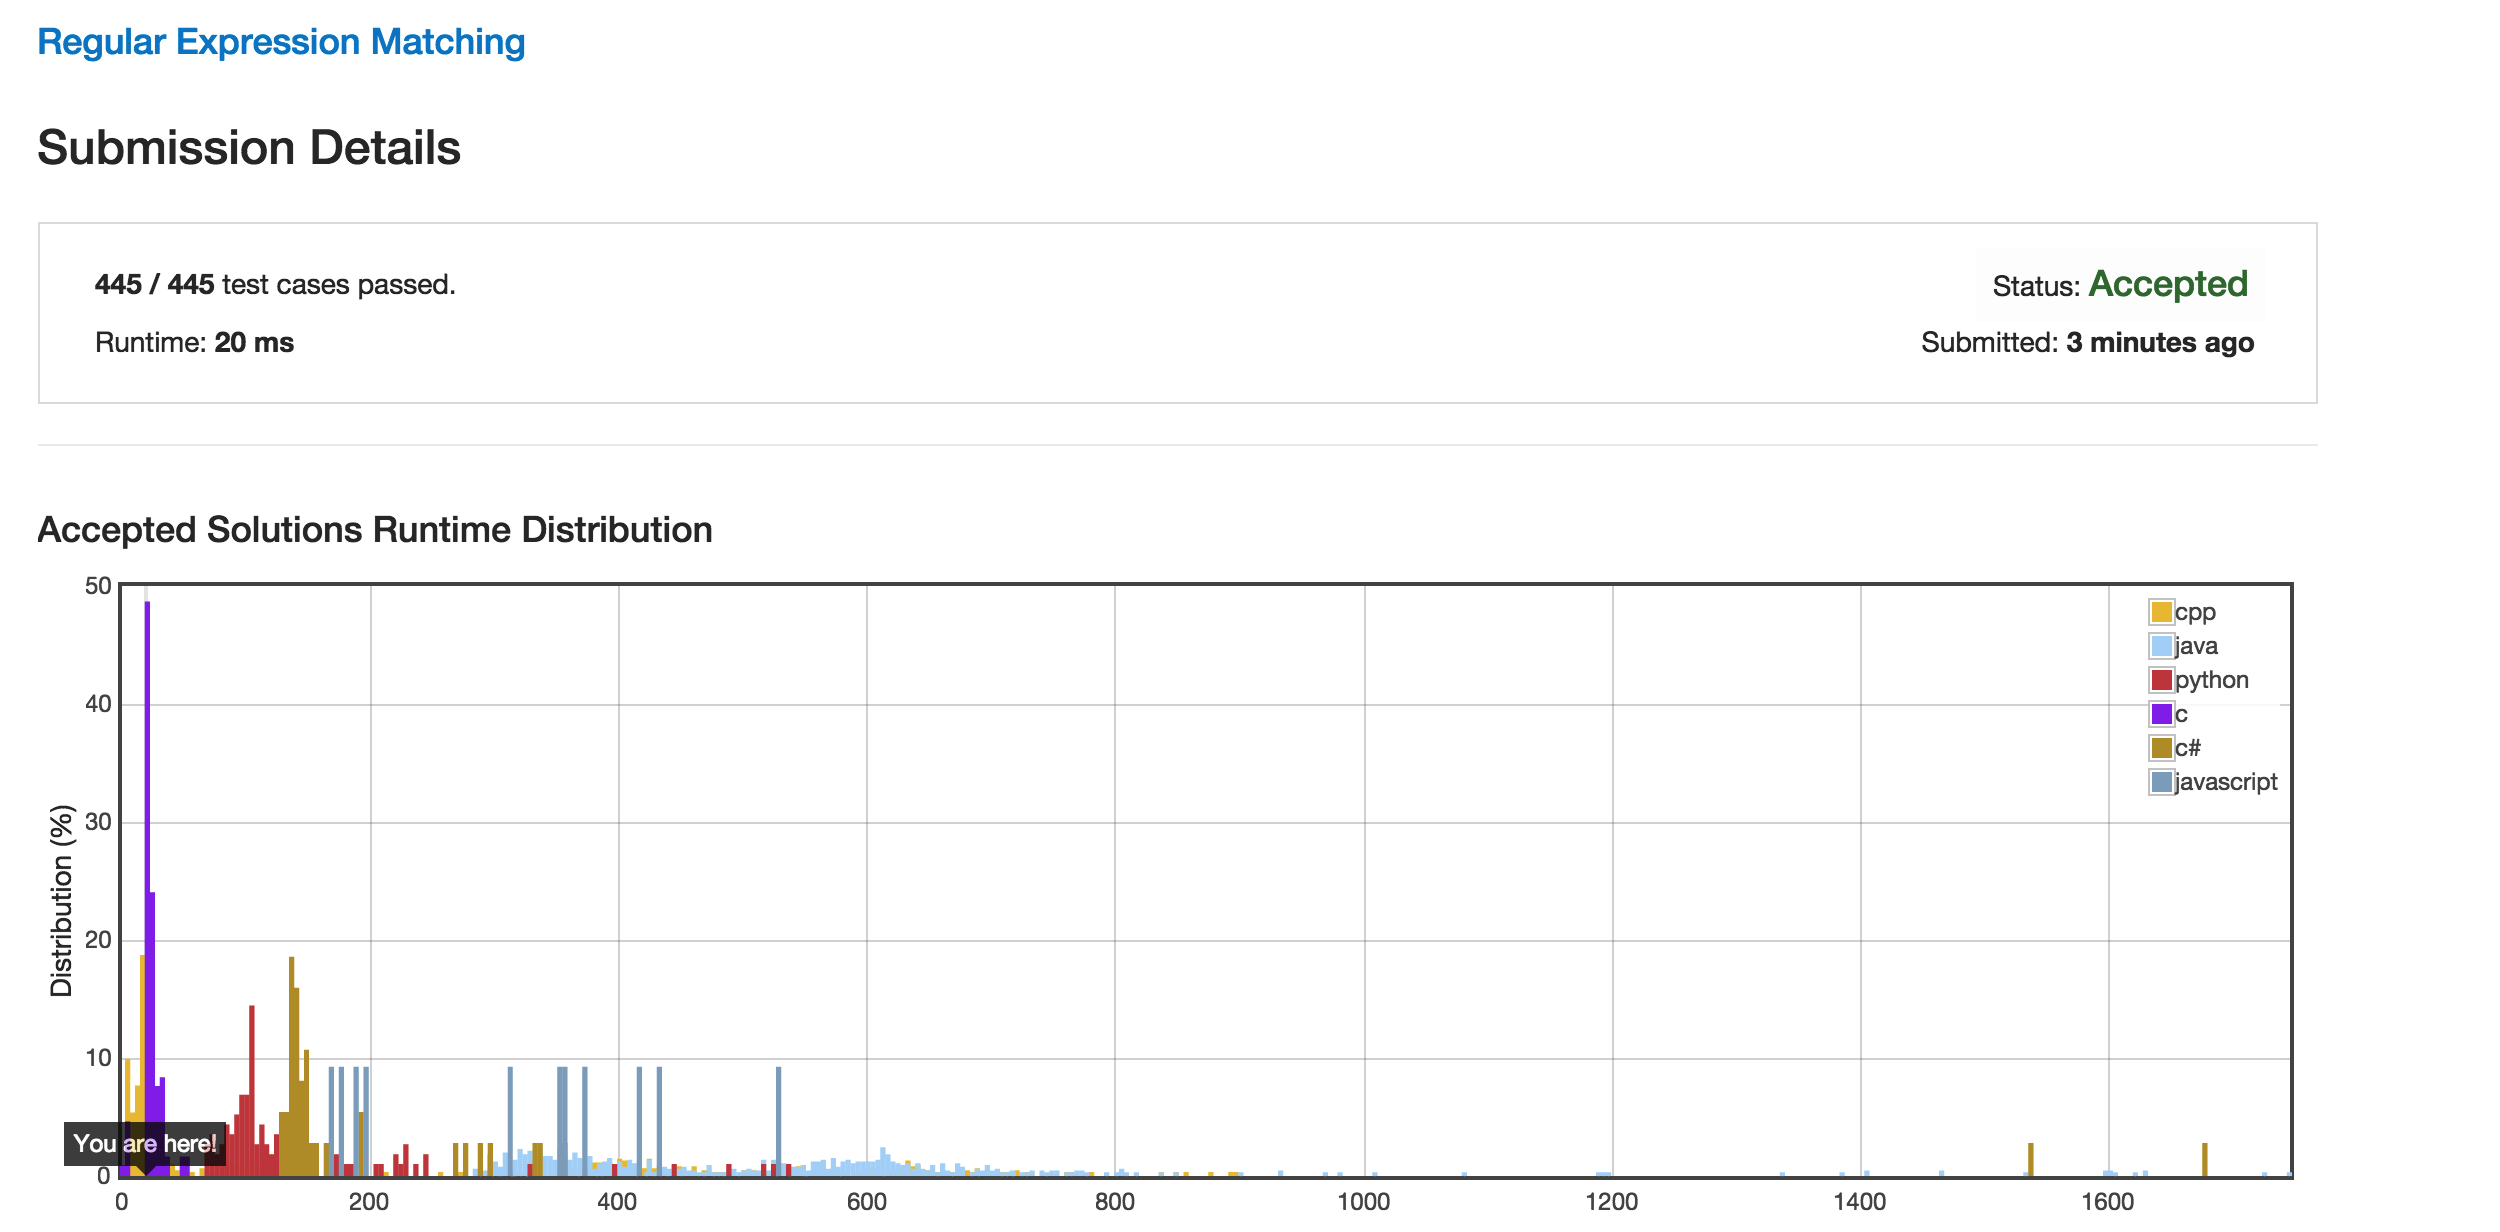 Regular Expression Matching
Submission Details
445 / 445 test cases passed.
Status: Accepted
Runtime: 20 ms
Submitted: 3 minutes ago
Accepted Solutions Runtime Distribution
50
40
30
20
10
0
Distribution (%)
cpp
java
python
c
c#
javascript
You are here!
0 200 400 600 800 1000 1200 1400 1600